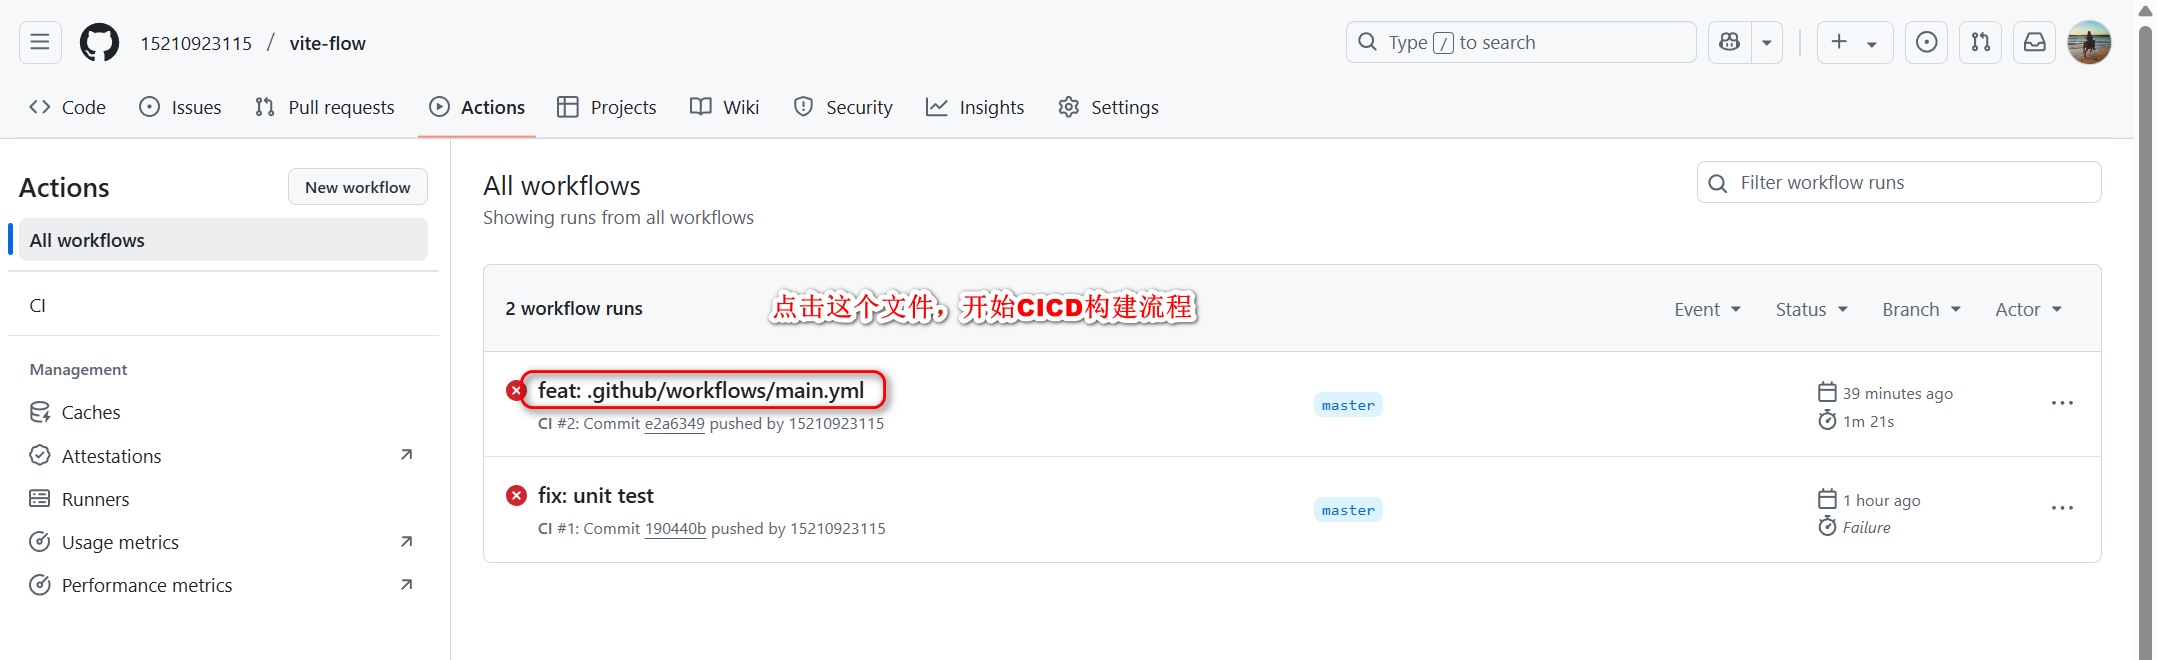 15210923115 / vite-flow
Type / to search
Code Issues Pull requests Actions Projects Wiki Security Insights Settings
Actions
New workflow
All workflows
CI
Management
Caches
Attestations
Runners
Usage metrics
Performance metrics
All workflows
Showing runs from all workflows
Filter workflow runs
2 workflow runs
点击这个文件，开始CICD构建流程
Event Status Branch Actor
feat: .github/workflows/main.yml
CI #2: Commit e2a6349 pushed by 15210923115
master
39 minutes ago
1m 21s
fix: unit test
CI #1: Commit 190440b pushed by 15210923115
master
1 hour ago
Failure